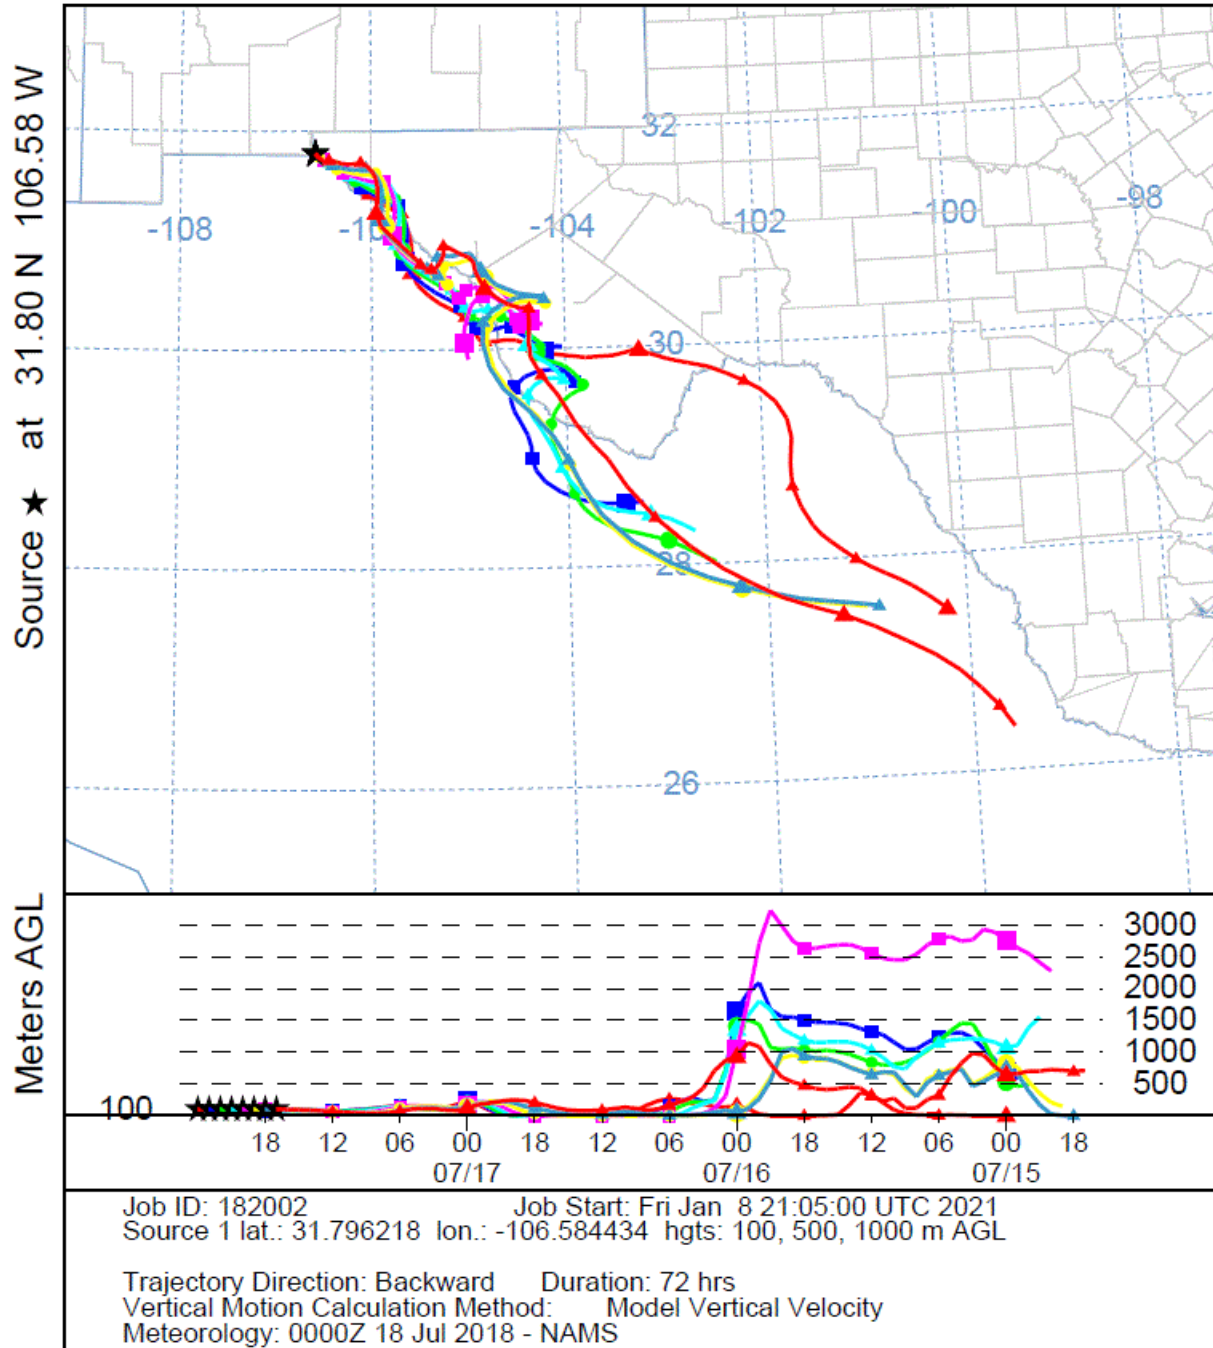 Source ★ at 31.80 N 106.58 W
32
-108
-104
-102
-100
-98
30
28
26
Meters AGL
3000
2500
2000
1500
1000
500
100
18 12 06 00 18 12 06 00 18 12 06 00 18
07/17 07/16 07/15
Job ID: 182002 Job Start: Fri Jan 8 21:05:00 UTC 2021
Source 1 lat.: 31.796218 lon.: -106.584434 hgts: 100, 500, 1000 m AGL
Trajectory Direction: Backward Duration: 72 hrs
Vertical Motion Calculation Method: Model Vertical Velocity
Meteorology: 0000Z 18 Jul 2018 - NAMS